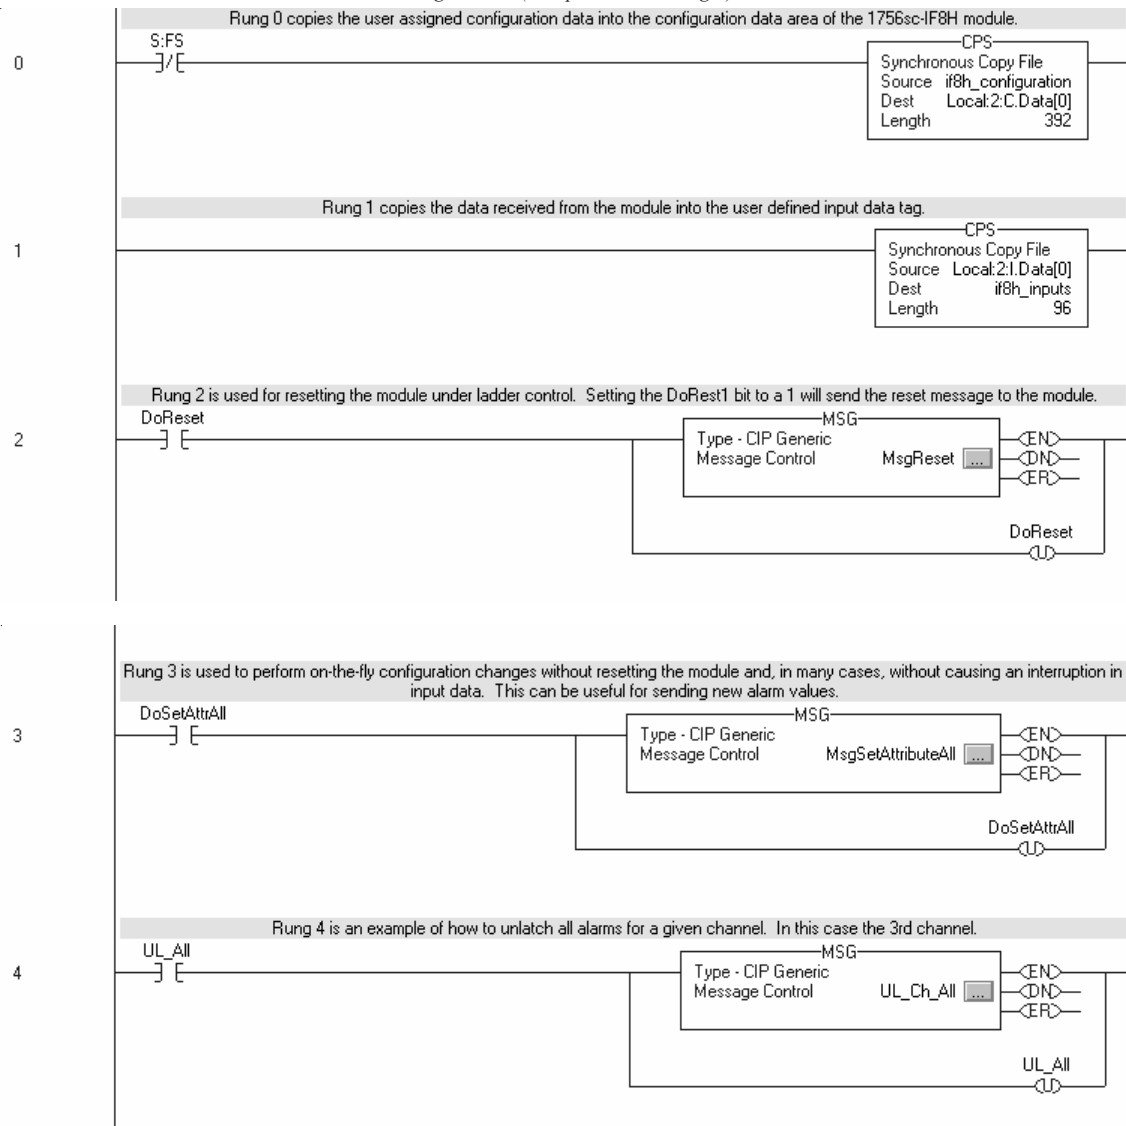 Rung 0 copies the user assigned configuration data into the configuration data area of the 1756sc-IF8H module.
S:FS
0
CPS
Synchronous Copy File
Source if8h_configuration
Dest Local:2:C.Data[0]
Length 392
Rung 1 copies the data received from the module into the user defined input data tag.
1
CPS
Synchronous Copy File
Source Local:2:I.Data[0]
Dest if8h_inputs
Length 96
Rung 2 is used for resetting the module under ladder control. Setting the DoRest1 bit to a 1 will send the reset message to the module.
DoReset
2
MSG
Type - CIP Generic
Message Control MsgReset ...
EN
DN
ER
DoReset
U
Rung 3 is used to perform on-the-fly configuration changes without resetting the module and, in many cases, without causing an interruption in
input data. This can be useful for sending new alarm values.
DoSetAttrAll
3
MSG
Type - CIP Generic
Message Control MsgSetAttributeAll ...
EN
DN
ER
DoSetAttrAll
U
Rung 4 is an example of how to unlatch all alarms for a given channel. In this case the 3rd channel.
UL_All
4
MSG
Type - CIP Generic
Message Control UL_Ch_All ...
EN
DN
ER
UL_All
U